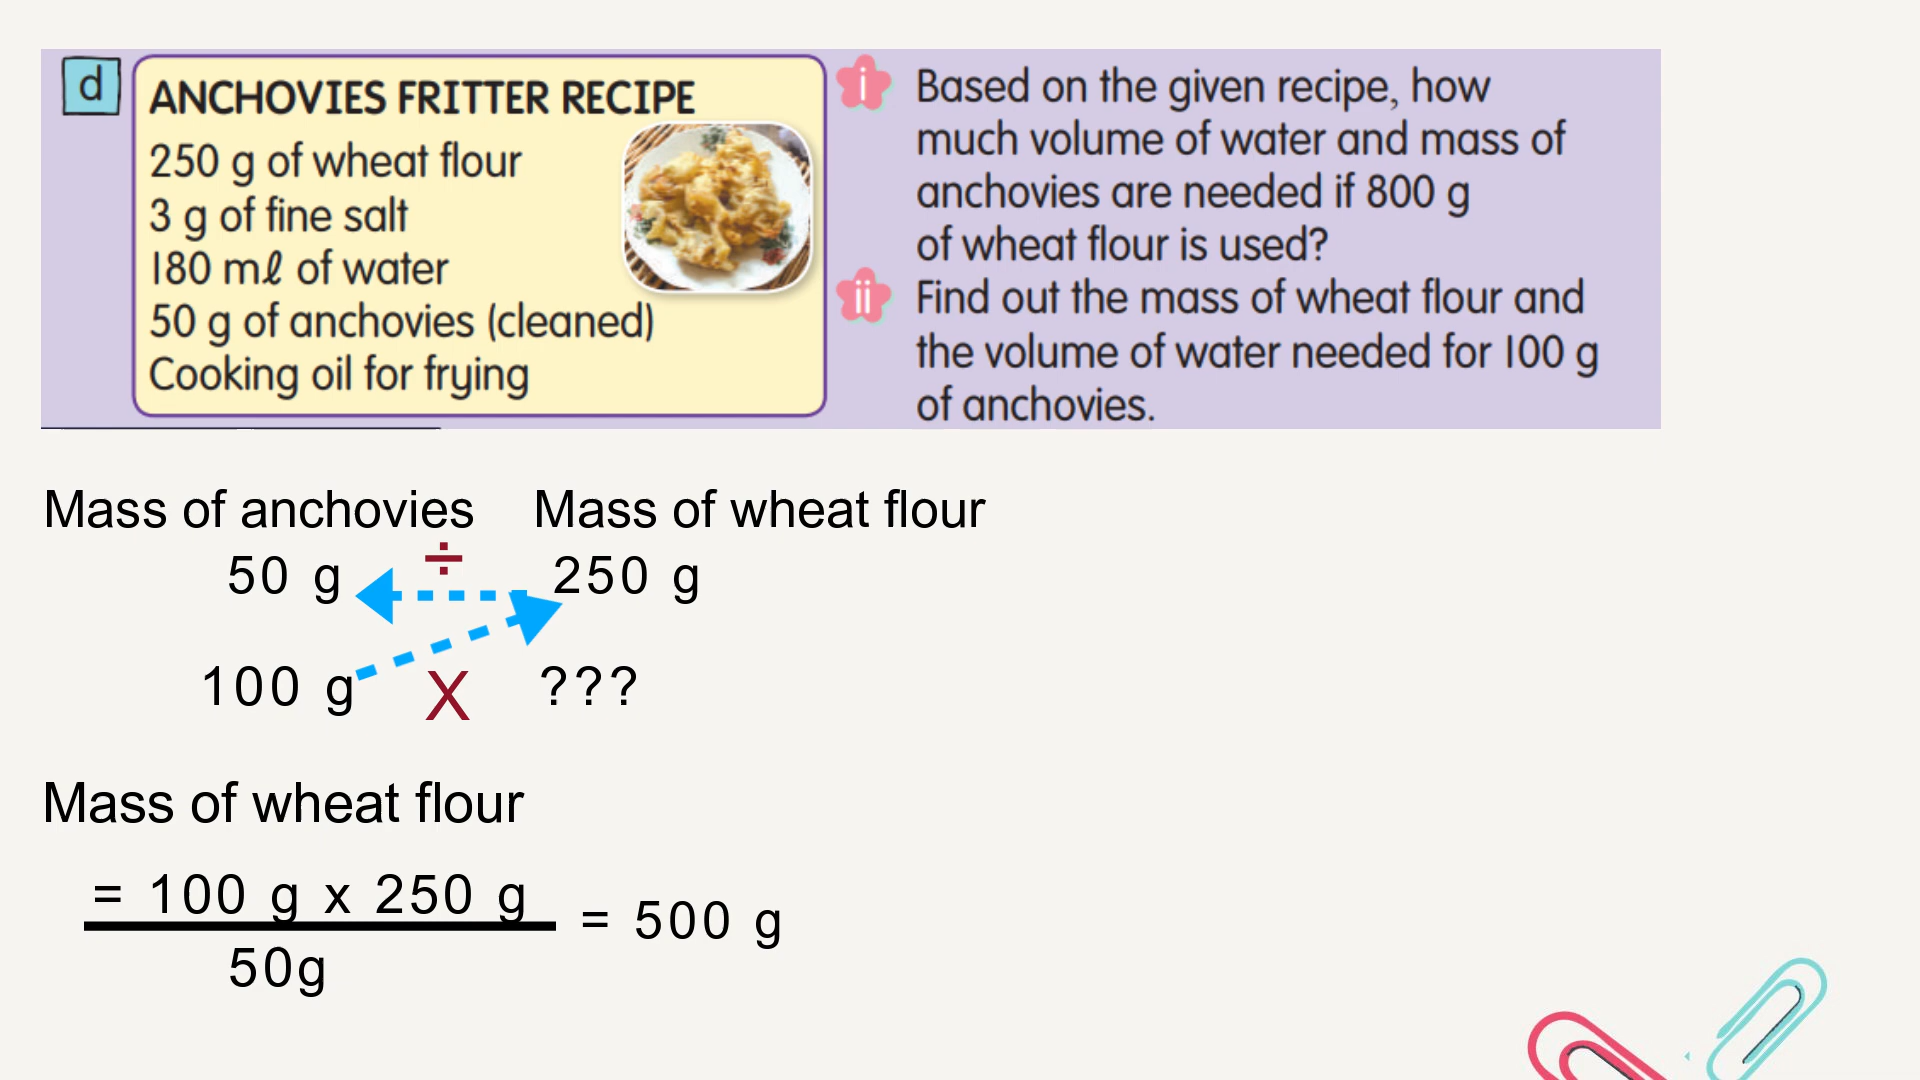 d
ANCHOVIES FRITTER RECIPE
250 g of wheat flour
3 g of fine salt
180 mℓ of water
50 g of anchovies (cleaned)
Cooking oil for frying
i
Based on the given recipe, how
much volume of water and mass of
anchovies are needed if 800 g
of wheat flour is used?
ii
Find out the mass of wheat flour and
the volume of water needed for 100 g
of anchovies.
Mass of anchovies Mass of wheat flour
50 g ÷ 250 g
100 g X ???
Mass of wheat flour
= 100 g x 250 g
= 500 g
50g